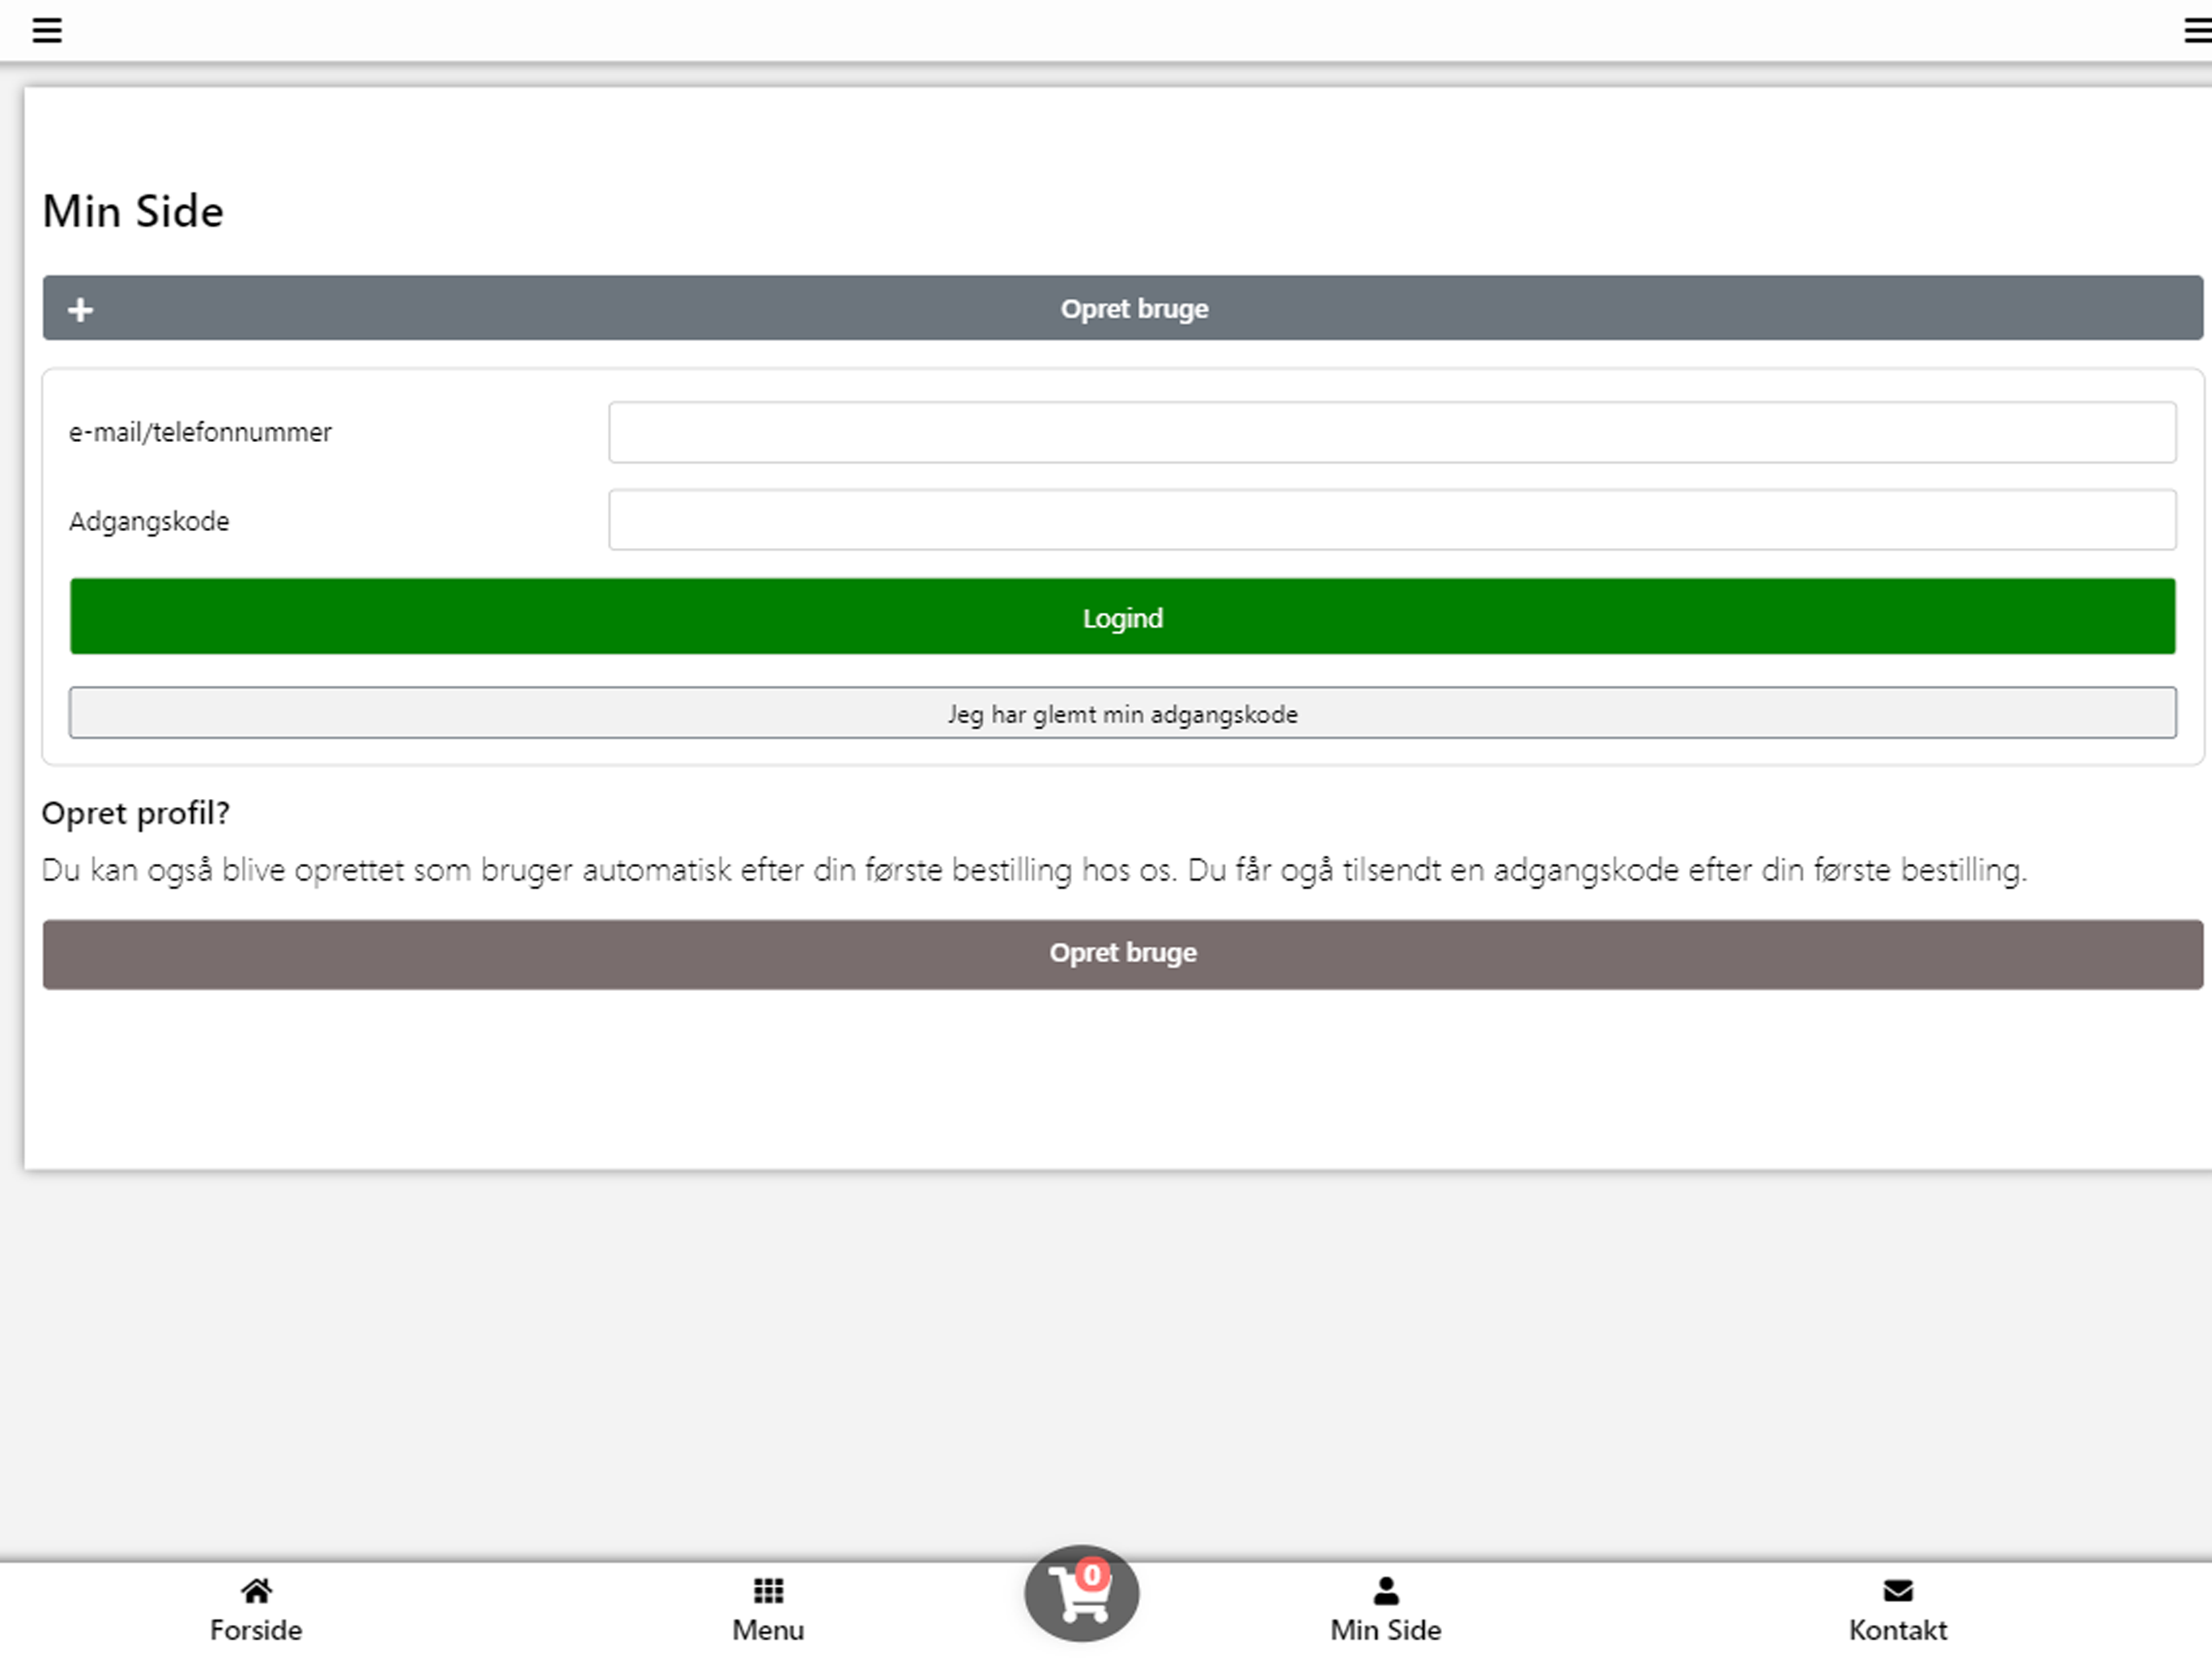 Min Side
Opret bruge
e-mail/telefonnummer
Adgangskode
Logind
Jeg har glemt min adgangskode
Opret profil?
Du kan også blive oprettet som bruger automatisk efter din første bestilling hos os. Du får ogå tilsendt en adgangskode efter din første bestilling.
Opret bruge
0
Forside
Menu
Min Side
Kontakt